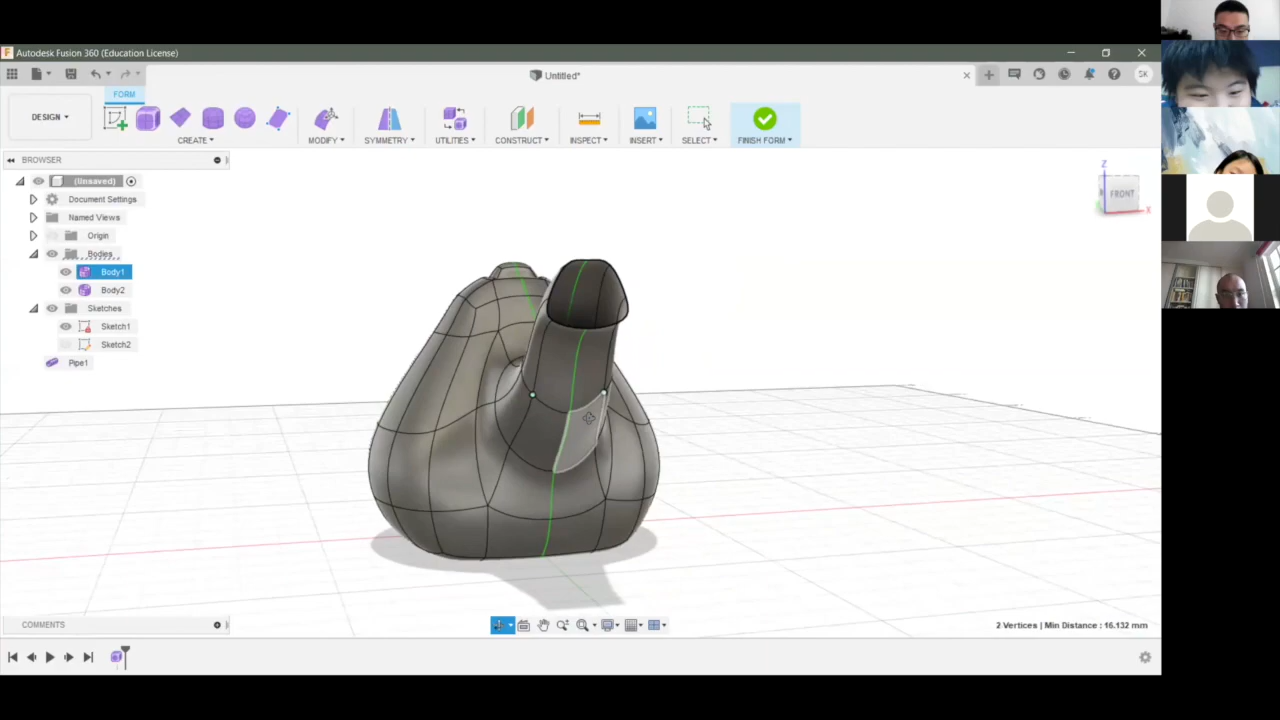 Autodesk Fusion 360 (Education License)
Untitled*
SK
FORM
DESIGN
CREATE
MODIFY
SYMMETRY
UTILITIES
CONSTRUCT
INSPECT
INSERT
SELECT
FINISH FORM
BROWSER
(Unsaved)
Document Settings
Named Views
Origin
Bodies
Body1
Body2
Sketches
Sketch1
Sketch2
Pipe1
Z
FRONT
X
COMMENTS
2 Vertices | Min Distance : 16.132 mm